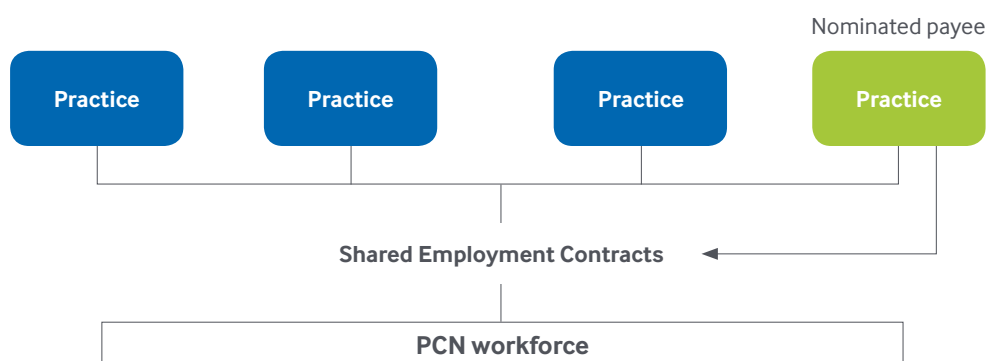 Nominated payee
Practice
Practice
Practice
Practice
Shared Employment Contracts
PCN workforce